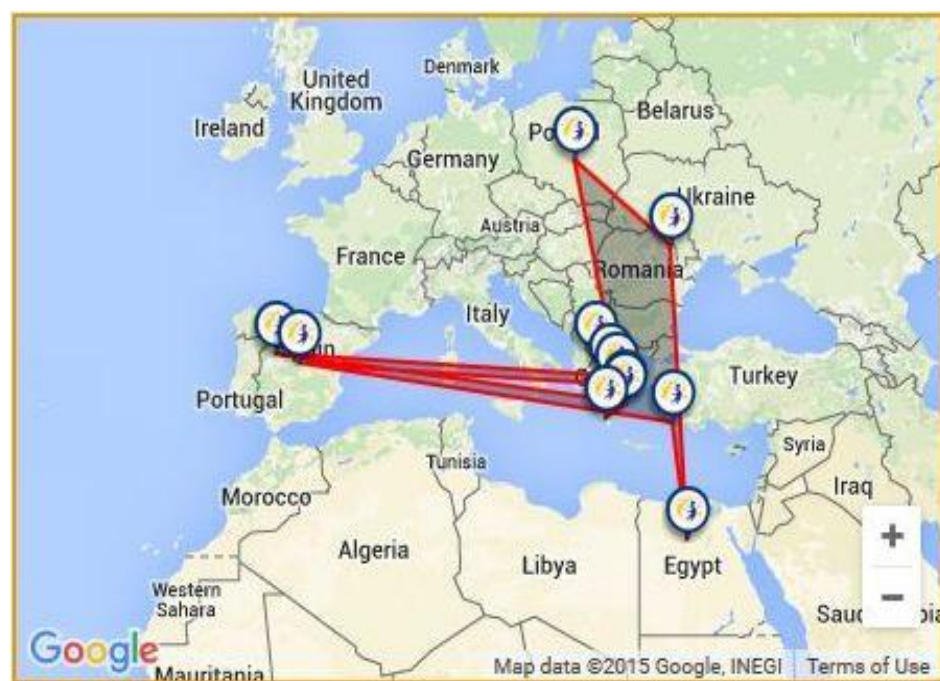 Denmark
United
Kingdom
Ireland
Belarus
Germany
Ukraine
Austria
France
Romania
Italy
Portugal
Turkey
Tunisia
Syria
Morocco
Iraq
Algeria
Libya
Egypt
Western
Sahara
Mauritania
Google
+
−
Map data ©2015 Google, INEGI
Terms of Use